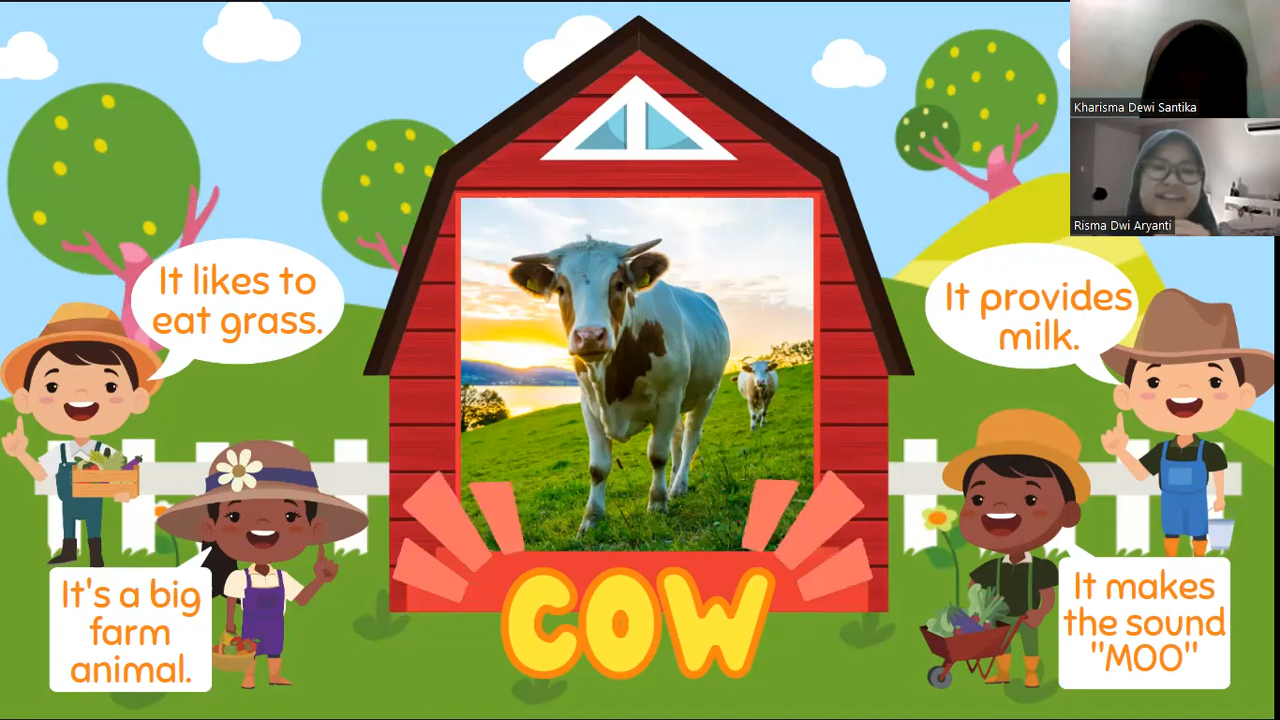 Kharisma Dewi Santika
Risma Dwi Aryanti
It likes to
eat grass.
It provides
milk.
It's a big
farm
animal.
It makes
the sound
"MOO"
COW